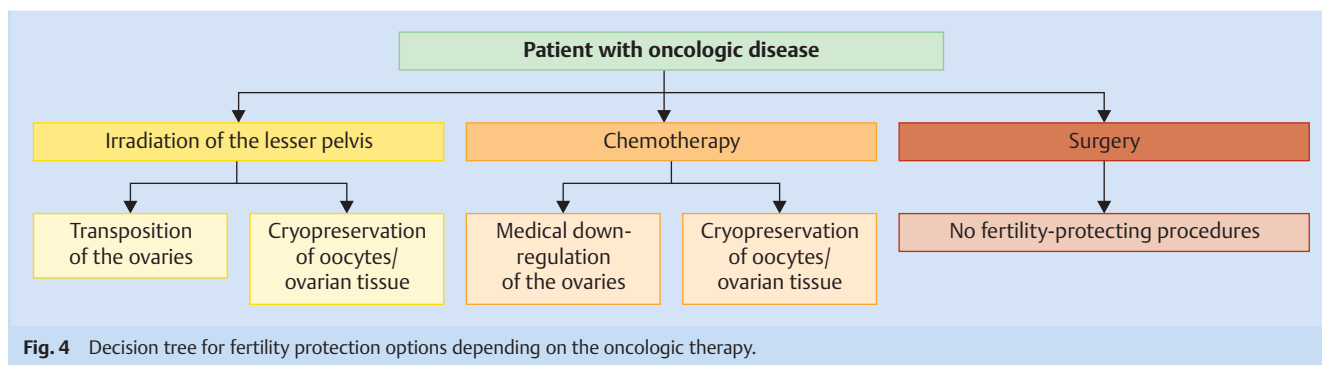 Patient with oncologic disease
Irradiation of the lesser pelvis
Chemotherapy
Surgery
Transposition
of the ovaries
Cryopreservation
of oocytes/
ovarian tissue
Medical down-
regulation
of the ovaries
Cryopreservation
of oocytes/
ovarian tissue
No fertility-protecting procedures
Fig. 4 Decision tree for fertility protection options depending on the oncologic therapy.